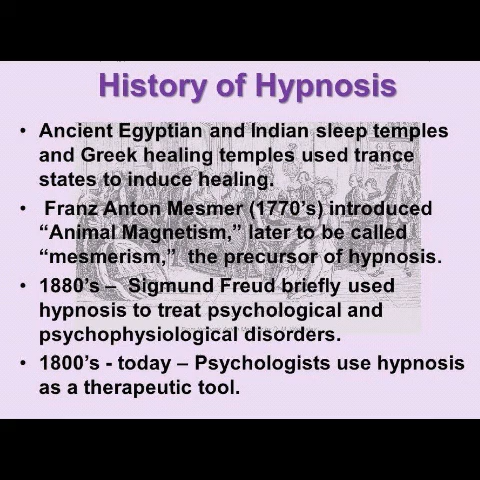 History of Hypnosis
• Ancient Egyptian and Indian sleep temples
and Greek healing temples used trance
states to induce healing.
• Franz Anton Mesmer (1770's) introduced
“Animal Magnetism,” later to be called
“mesmerism,” the precursor of hypnosis.
• 1880's – Sigmund Freud briefly used
hypnosis to treat psychological and
psychophysiological disorders.
• 1800's - today – Psychologists use hypnosis
as a therapeutic tool.